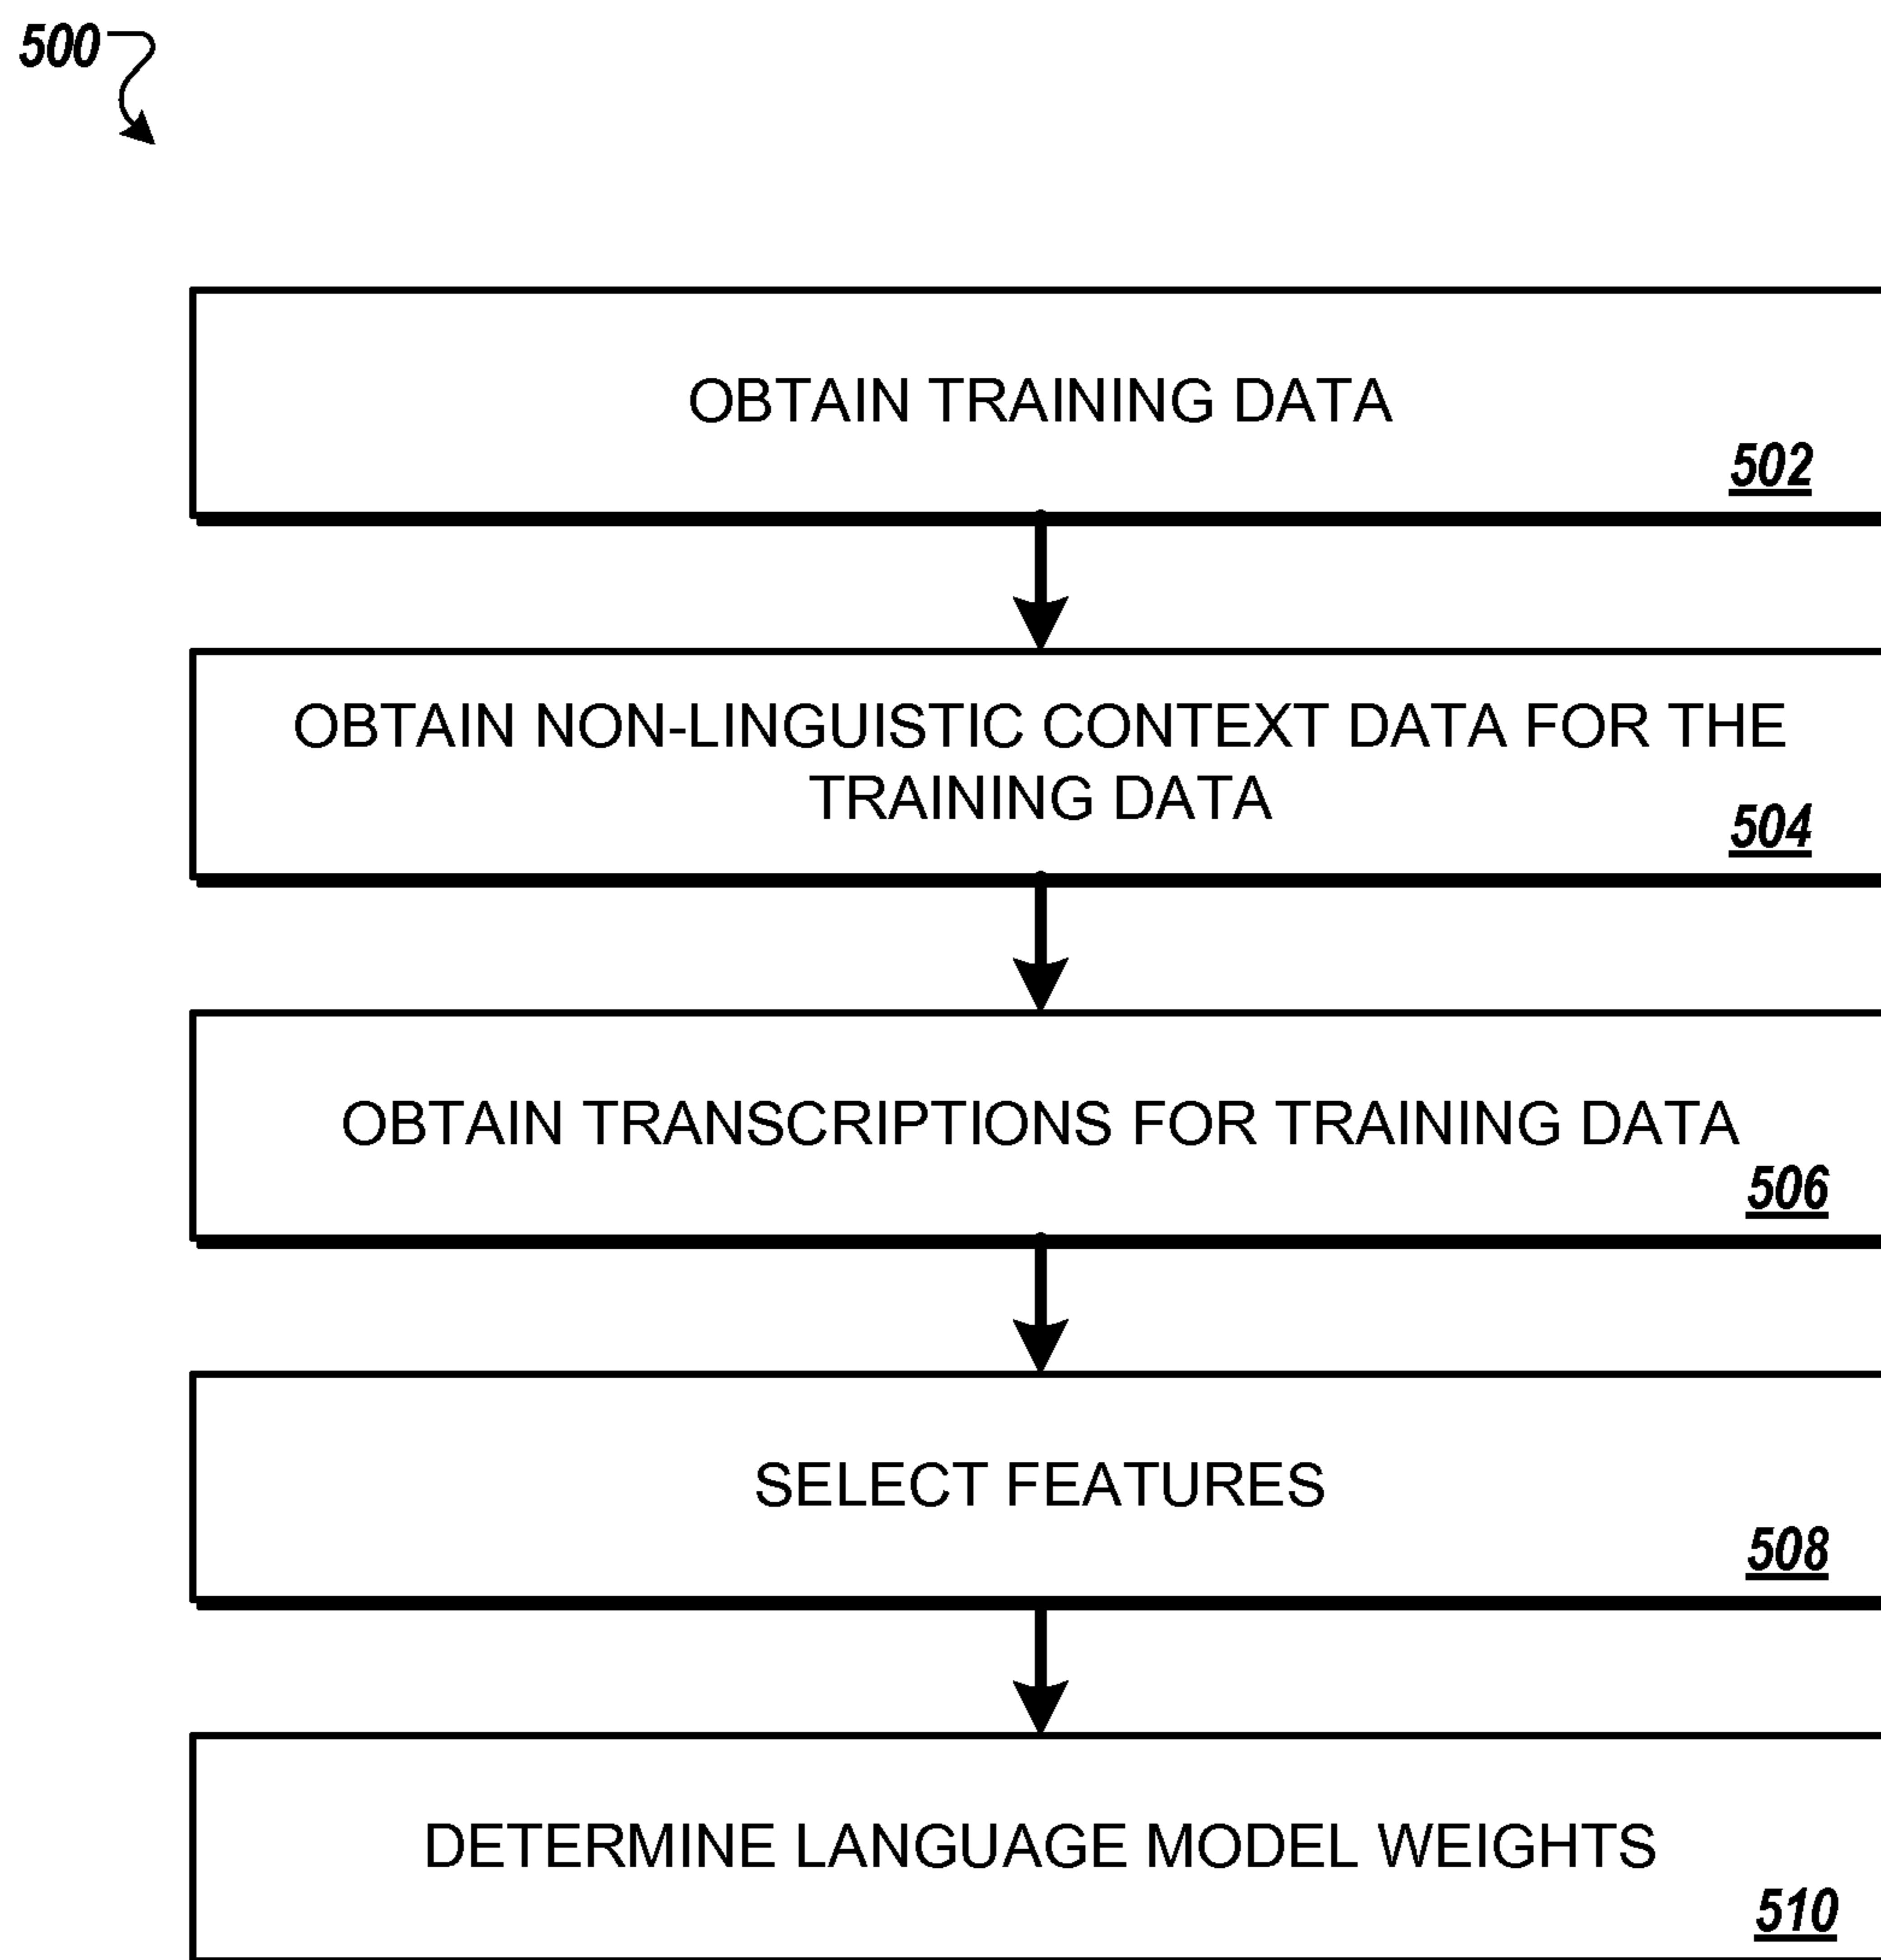 500
OBTAIN TRAINING DATA
502
OBTAIN NON-LINGUISTIC CONTEXT DATA FOR THE
TRAINING DATA
504
OBTAIN TRANSCRIPTIONS FOR TRAINING DATA
506
SELECT FEATURES
508
DETERMINE LANGUAGE MODEL WEIGHTS
510